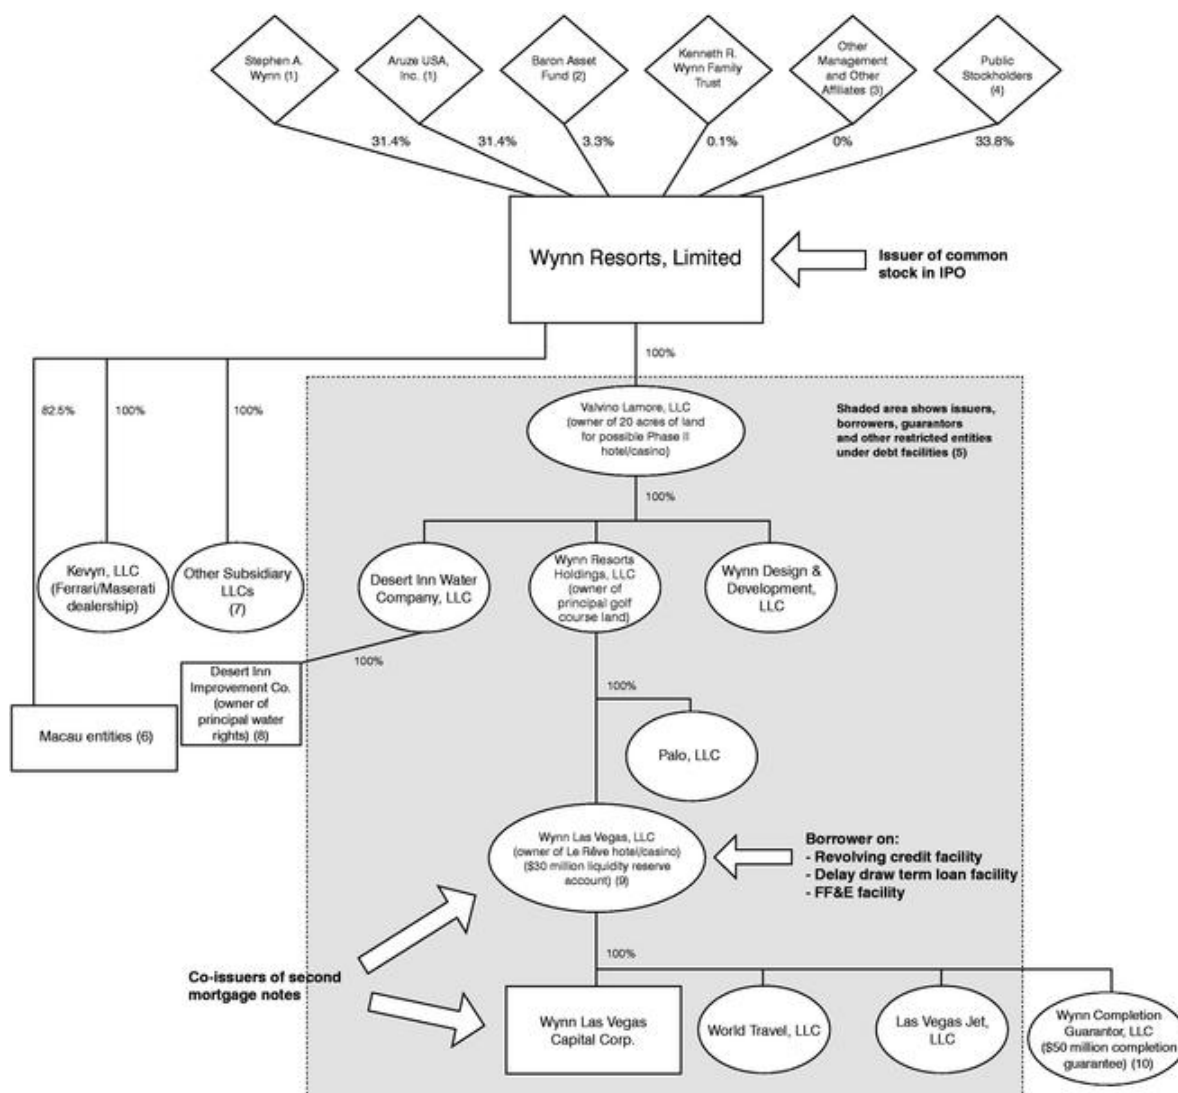 Stephen A.
Wynn (1)
Aruze USA,
Inc. (1)
Baron Asset
Fund (2)
Kenneth R.
Wynn Family
Trust
Other
Management
and Other
Affiliates (3)
Public
Stockholders
(4)
31.4%
31.4%
3.3%
0.1%
0%
33.8%
Wynn Resorts, Limited
Issuer of common
stock in IPO
100%
82.5%
100%
100%
Valvino Lamore, LLC
(owner of 20 acres of land
for possible Phase II
hotel/casino)
Shaded area shows issuers,
borrowers, guarantors
and other restricted entities
under debt facilities (5)
100%
Kevyn, LLC
(Ferrari/Maserati
dealership)
Other Subsidiary
LLCs
(7)
Desert Inn Water
Company, LLC
Wynn Resorts
Holdings, LLC
(owner of
principal golf
course land)
Wynn Design &
Development,
LLC
100%
Desert Inn
Improvement Co.
(owner of
principal water
rights) (8)
Macau entities (6)
100%
Palo, LLC
Wynn Las Vegas, LLC
(owner of Le Rêve hotel/casino)
($30 million liquidity reserve
account) (9)
Borrower on:
- Revolving credit facility
- Delay draw term loan facility
- FF&E facility
100%
Co-issuers of second
mortgage notes
Wynn Las Vegas
Capital Corp.
World Travel, LLC
Las Vegas Jet,
LLC
Wynn Completion
Guarantor, LLC
($50 million completion
guarantee) (10)